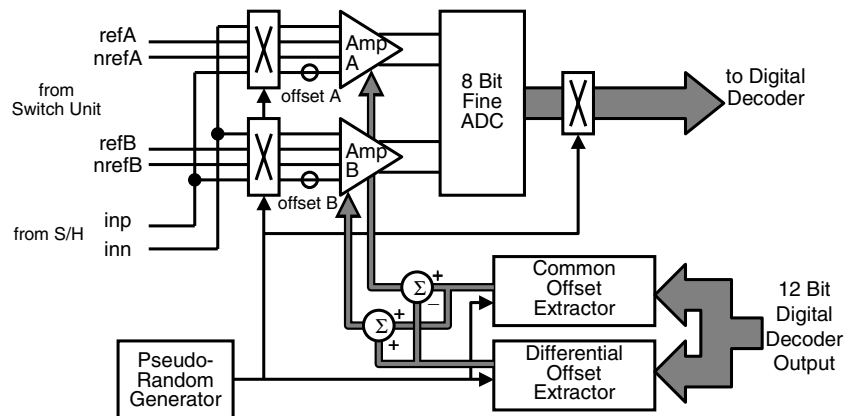 refA
nrefA
from
Switch Unit
refB
nrefB
from S/H
inp
inn
offset A
offset B
Amp
A
Amp
B
8 Bit
Fine
ADC
to Digital
Decoder
Σ
+
−
Σ
+
+
Common
Offset
Extractor
Differential
Offset
Extractor
12 Bit
Digital
Decoder
Output
Pseudo-
Random
Generator